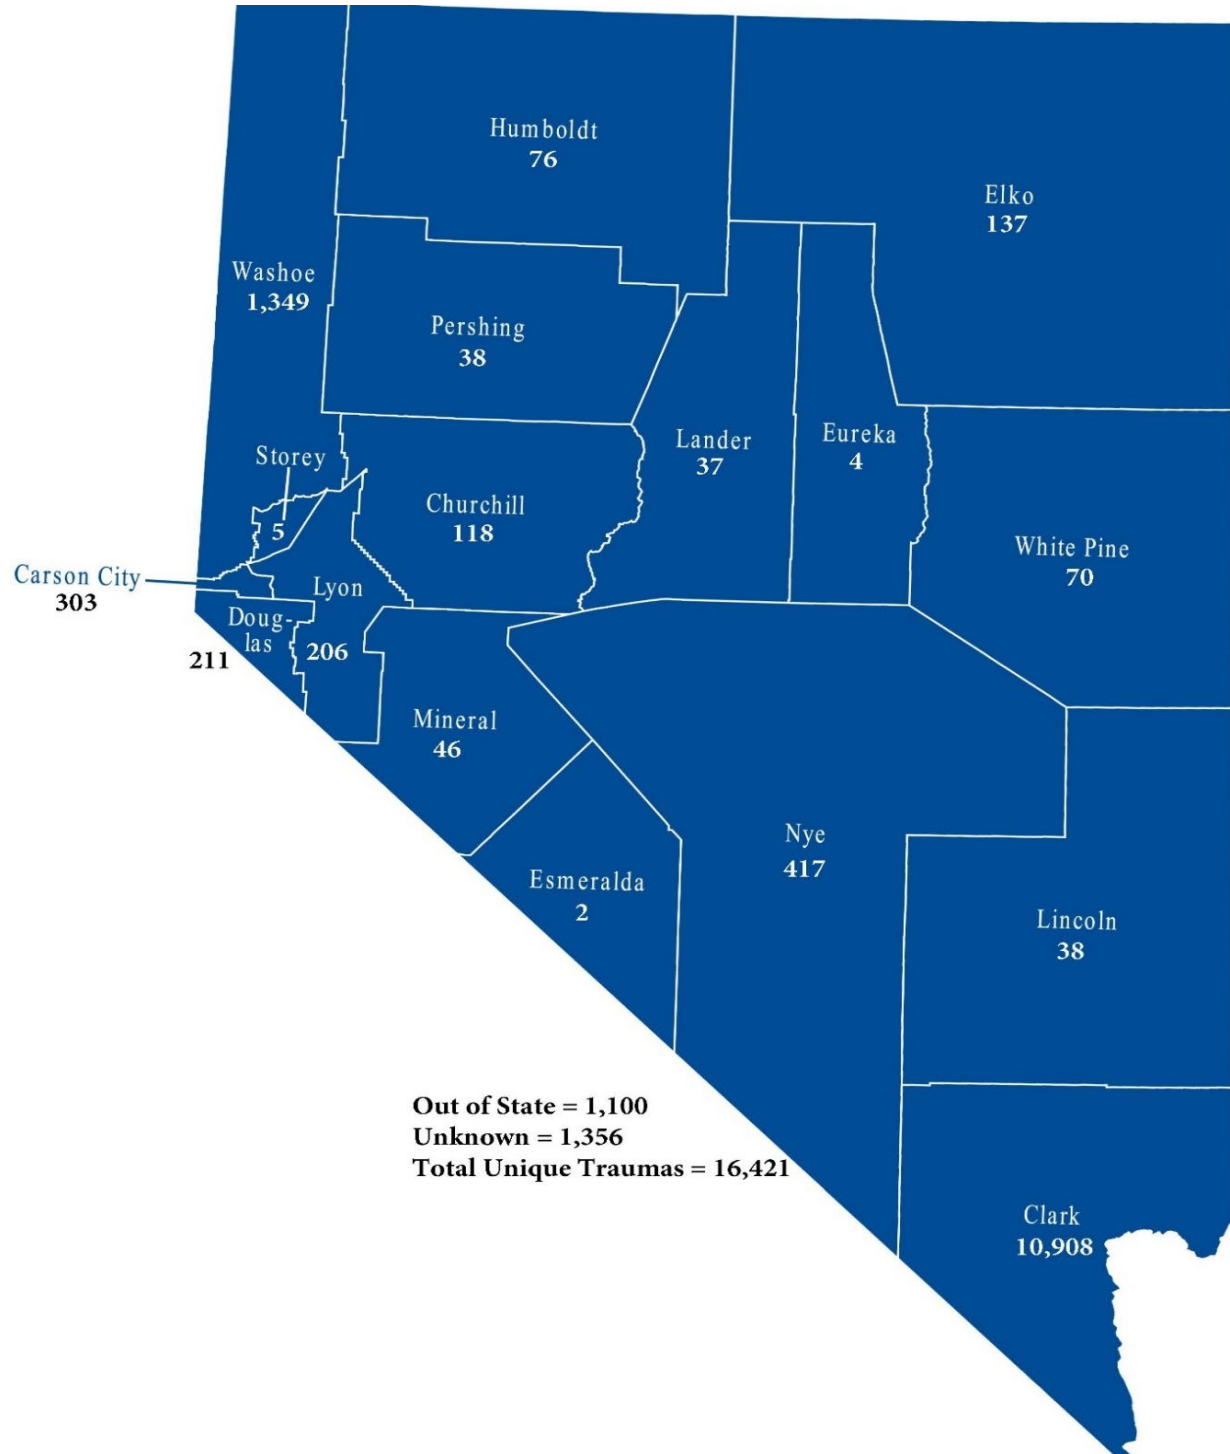 Humboldt
76
Elko
137
Washoe
1,349
Pershing
38
Lander
37
Eureka
4
Storey
5
Churchill
118
White Pine
70
Carson City
303
Lyon
206
Doug-
las
211
Mineral
46
Nye
417
Esmeralda
2
Lincoln
38
Out of State = 1,100
Unknown = 1,356
Total Unique Traumas = 16,421
Clark
10,908